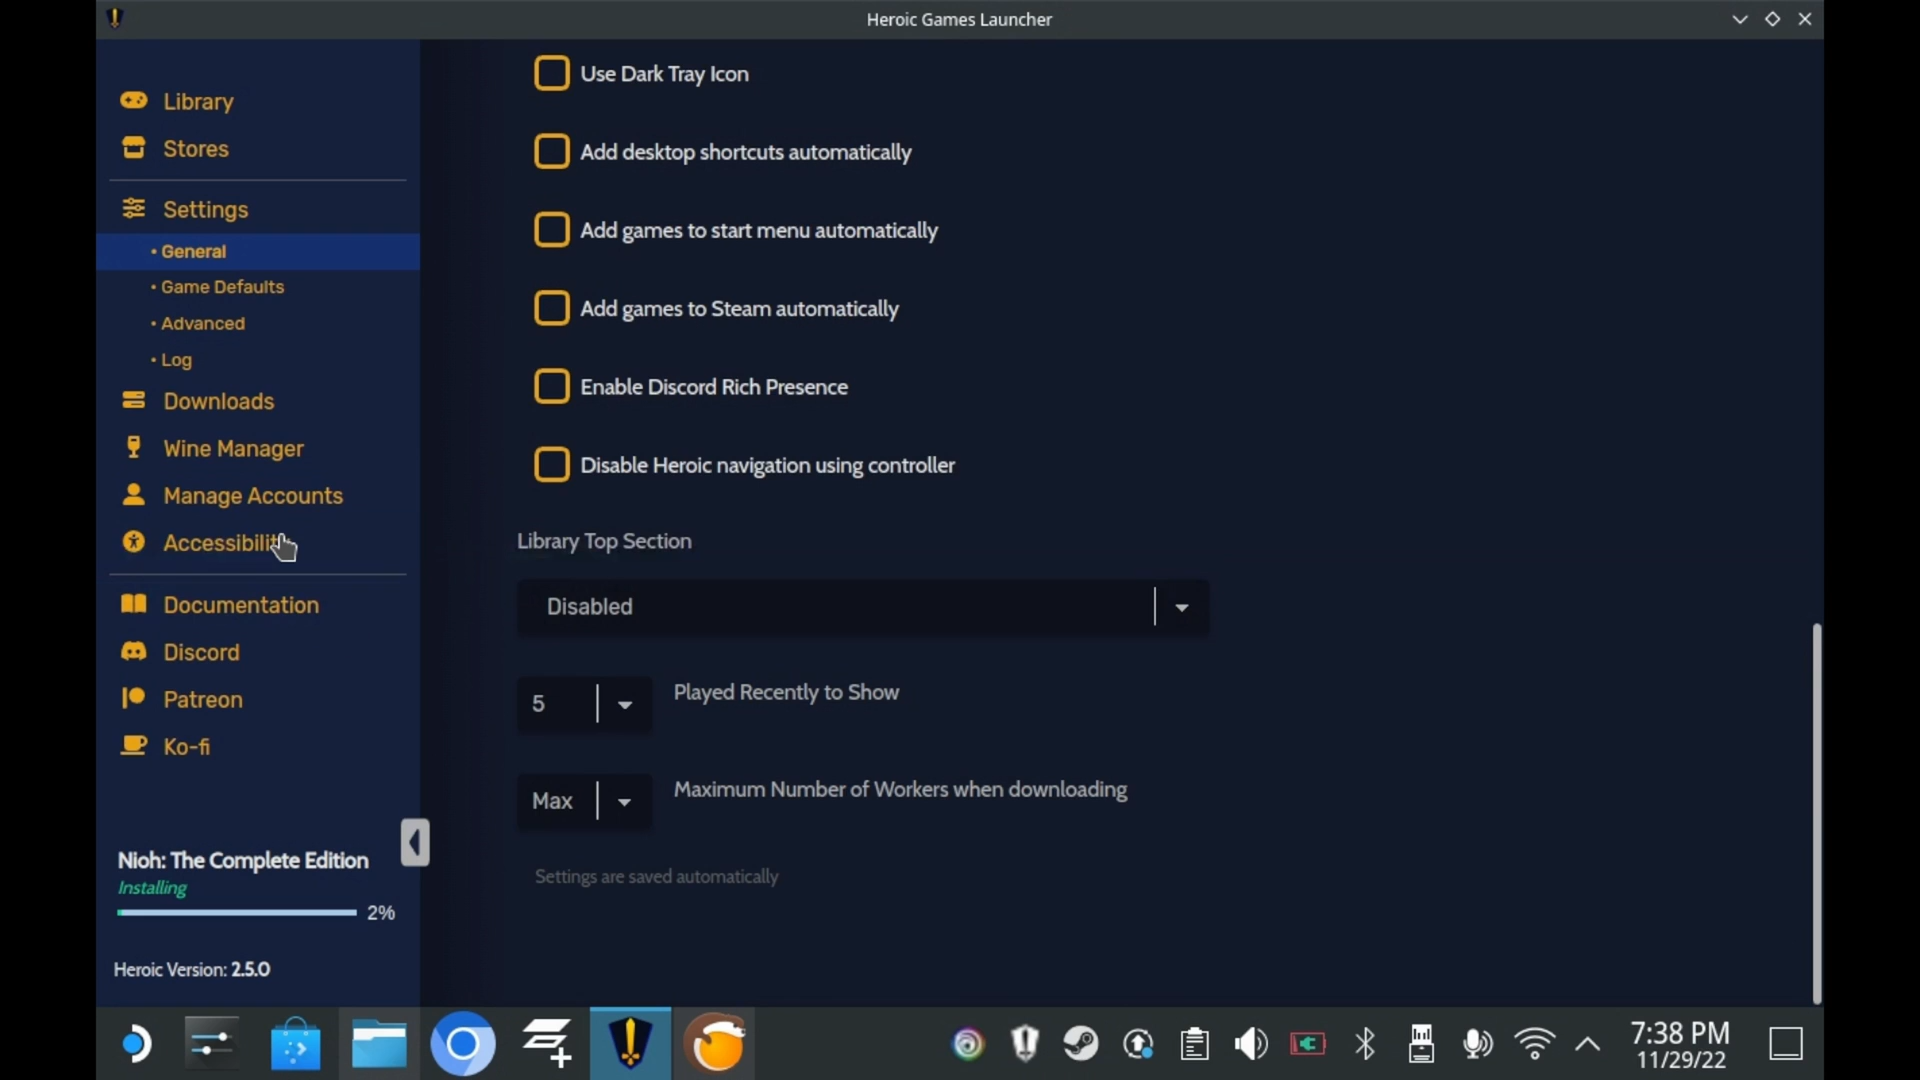 Heroic Games Launcher
Library
Stores
Settings
• General
• Game Defaults
• Advanced
• Log
Downloads
Wine Manager
Manage Accounts
Accessibilit
Documentation
Discord
Patreon
Ko-fi
Nioh: The Complete Edition
Installing
2%
Heroic Version: 2.5.0
Use Dark Tray Icon
Add desktop shortcuts automatically
Add games to start menu automatically
Add games to Steam automatically
Enable Discord Rich Presence
Disable Heroic navigation using controller
Library Top Section
Disabled
5
Played Recently to Show
Max
Maximum Number of Workers when downloading
Settings are saved automatically
7:38 PM
11/29/22